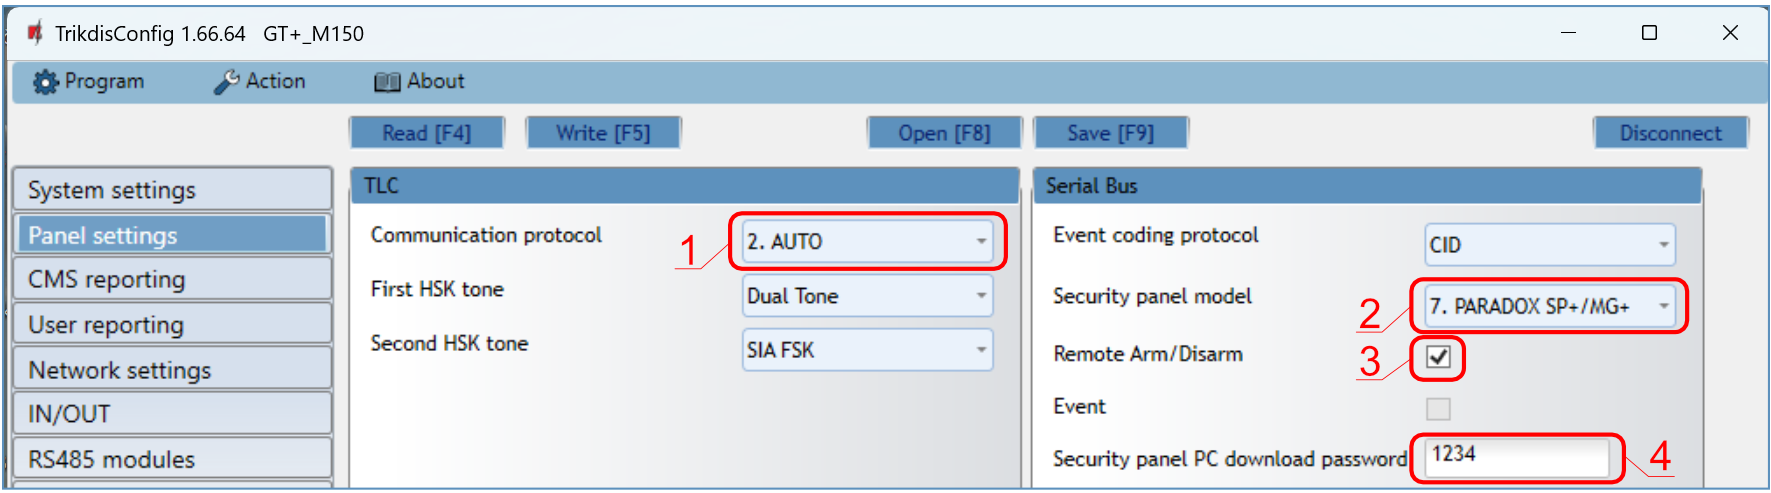 TrikdisConfig 1.66.64 GT+_M150
Program Action About
Read [F4] Write [F5] Open [F8] Save [F9] Disconnect
System settings
Panel settings
CMS reporting
User reporting
Network settings
IN/OUT
RS485 modules
TLC
Communication protocol 1 2. AUTO
First HSK tone Dual Tone
Second HSK tone SIA FSK
Serial Bus
Event coding protocol CID
Security panel model 2 7. PARADOX SP+/MG+
Remote Arm/Disarm 3
Event
Security panel PC download password 1234 4